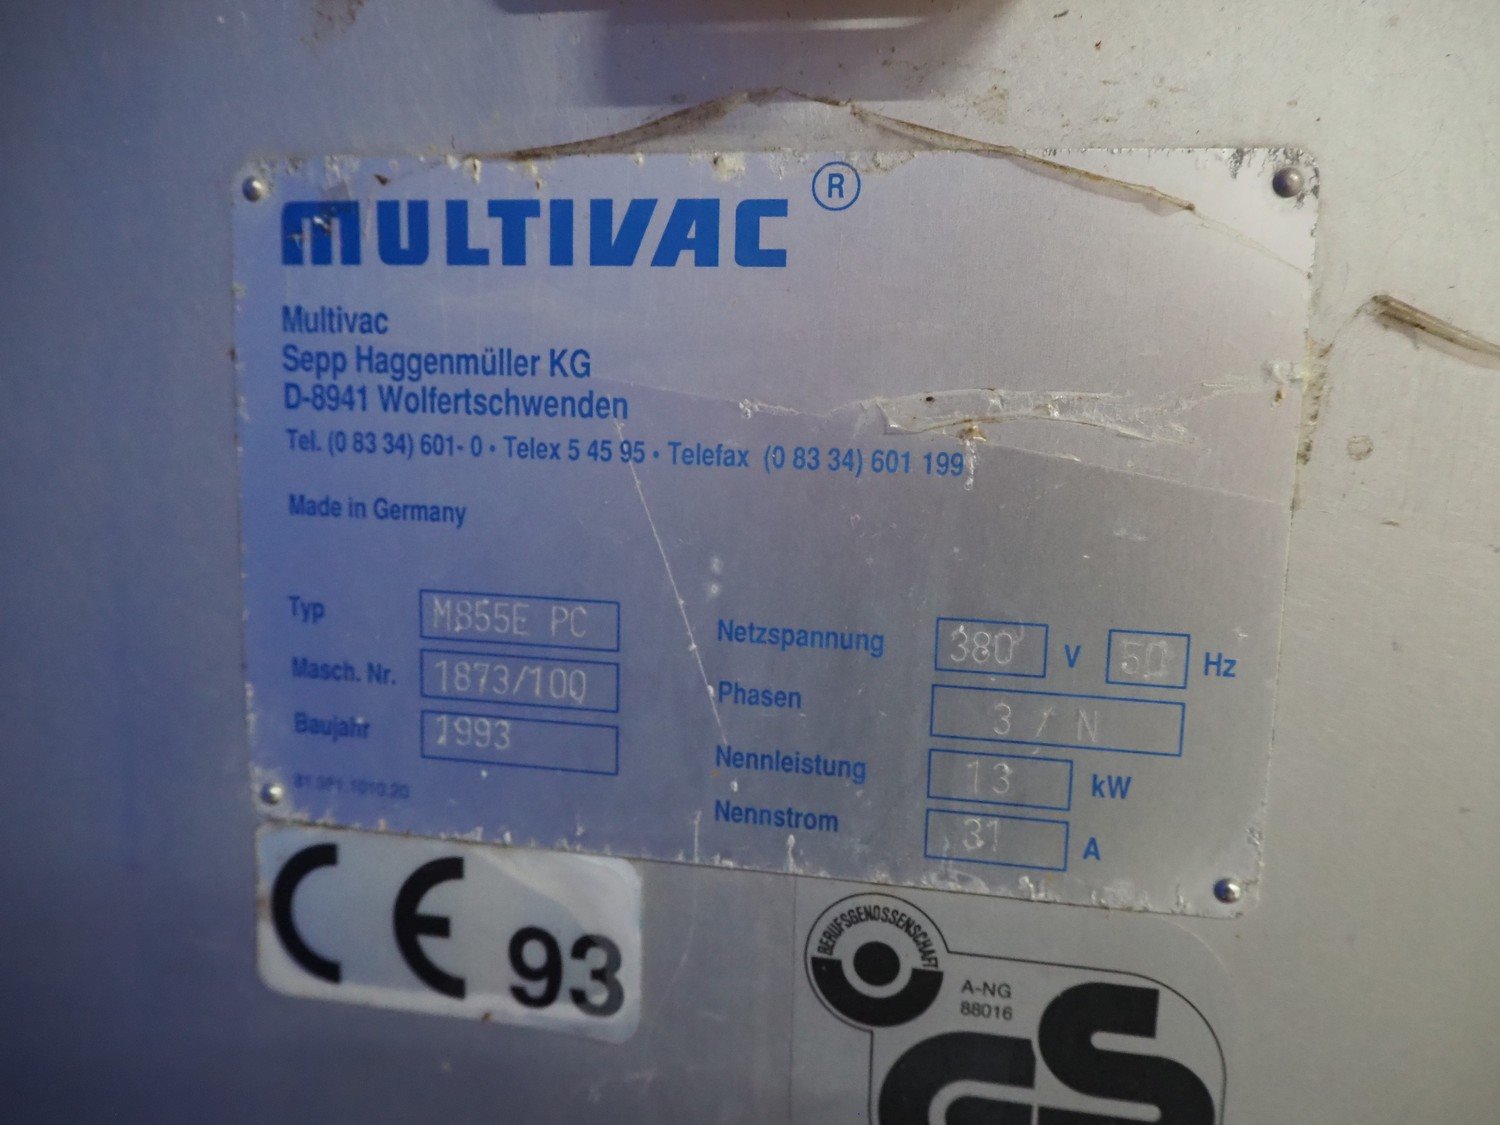 MULTIVAC ®
Multivac
Sepp Haggenmüller KG
D-8941 Wolfertschwenden
Tel. (0 83 34) 601- 0 • Telex 5 45 95 • Telefax (0 83 34) 601 199
Made in Germany
Typ M855E PC
Masch. Nr. 1873/100
Baujahr 1993
Netzspannung 380 V 50 Hz
Phasen 3 / N
Nennleistung 13 kW
Nennstrom 31 A
CE 93
BERUFSGENOSSENSCHAFT
A-NG
88016
GS